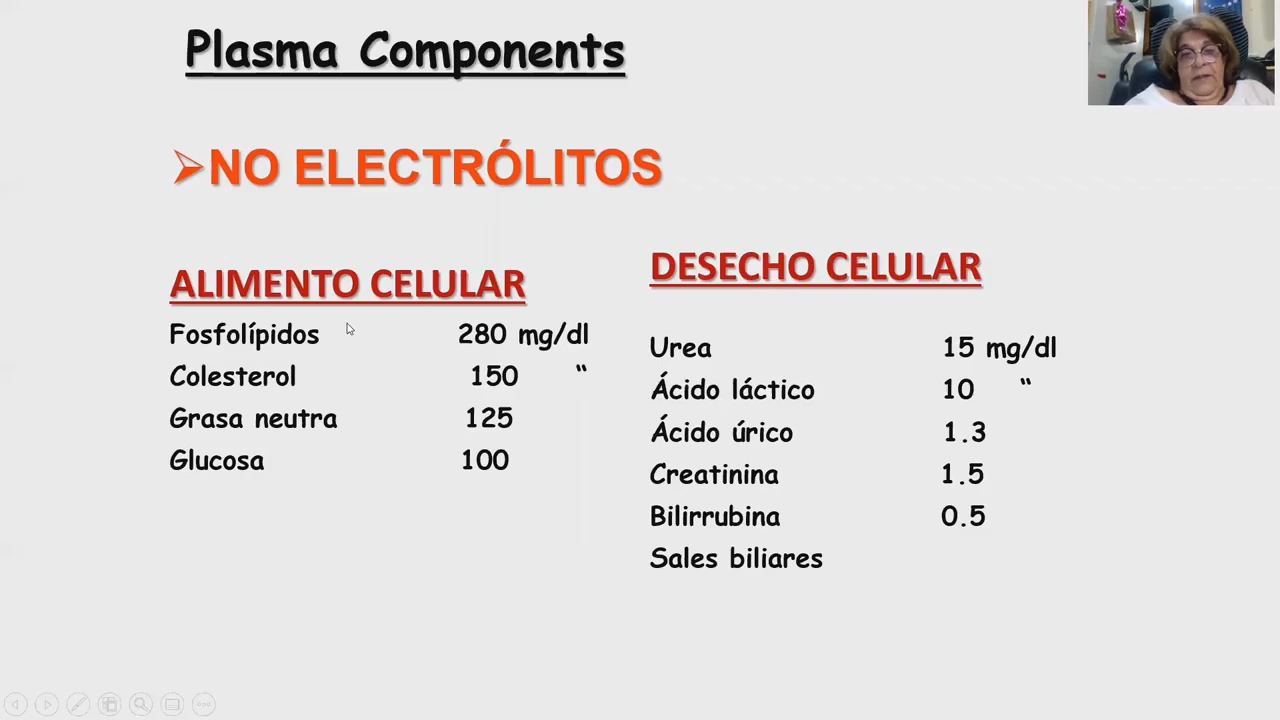 Plasma Components
➢NO ELECTRÓLITOS
ALIMENTO CELULAR
Fosfolípidos 280 mg/dl
Colesterol 150 “
Grasa neutra 125
Glucosa 100
DESECHO CELULAR
Urea 15 mg/dl
Ácido láctico 10 “
Ácido úrico 1.3
Creatinina 1.5
Bilirrubina 0.5
Sales biliares